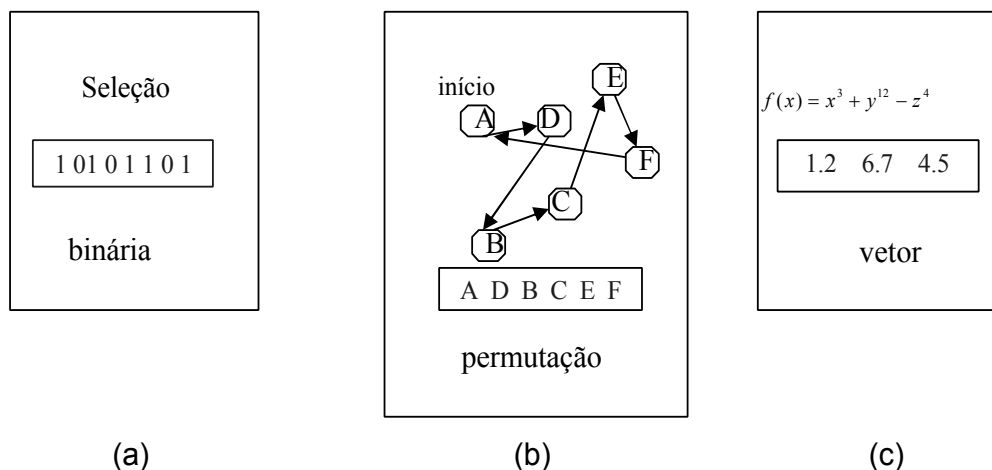 Seleção
1 01 0 1 1 0 1
binária
(a)
início
A
D
E
F
C
B
A D B C E F
permutação
(b)
f(x) = x³ + y¹² − z⁴
1.2 6.7 4.5
vetor
(c)